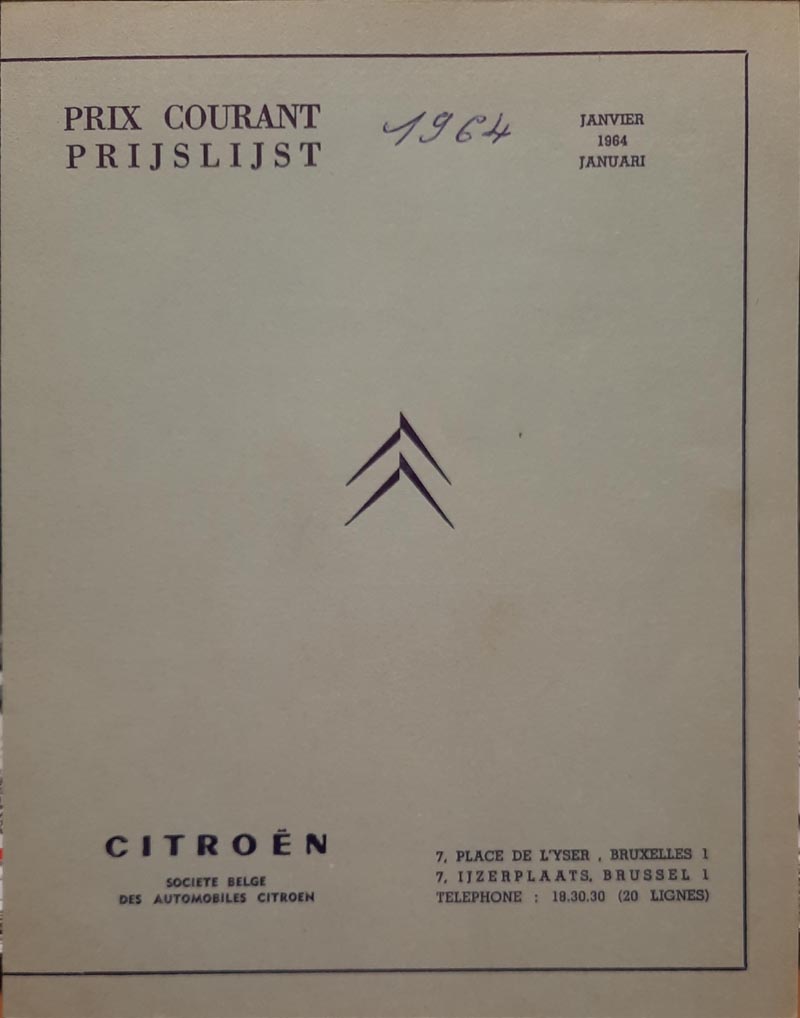 PRIX COURANT
PRIJSLIJST
1964
JANVIER
1964
JANUARI
CITROËN
SOCIETE BELGE
DES AUTOMOBILES CITROEN
7, PLACE DE L'YSER , BRUXELLES 1
7, IJZERPLAATS, BRUSSEL 1
TELEPHONE : 18.30.30 (20 LIGNES)